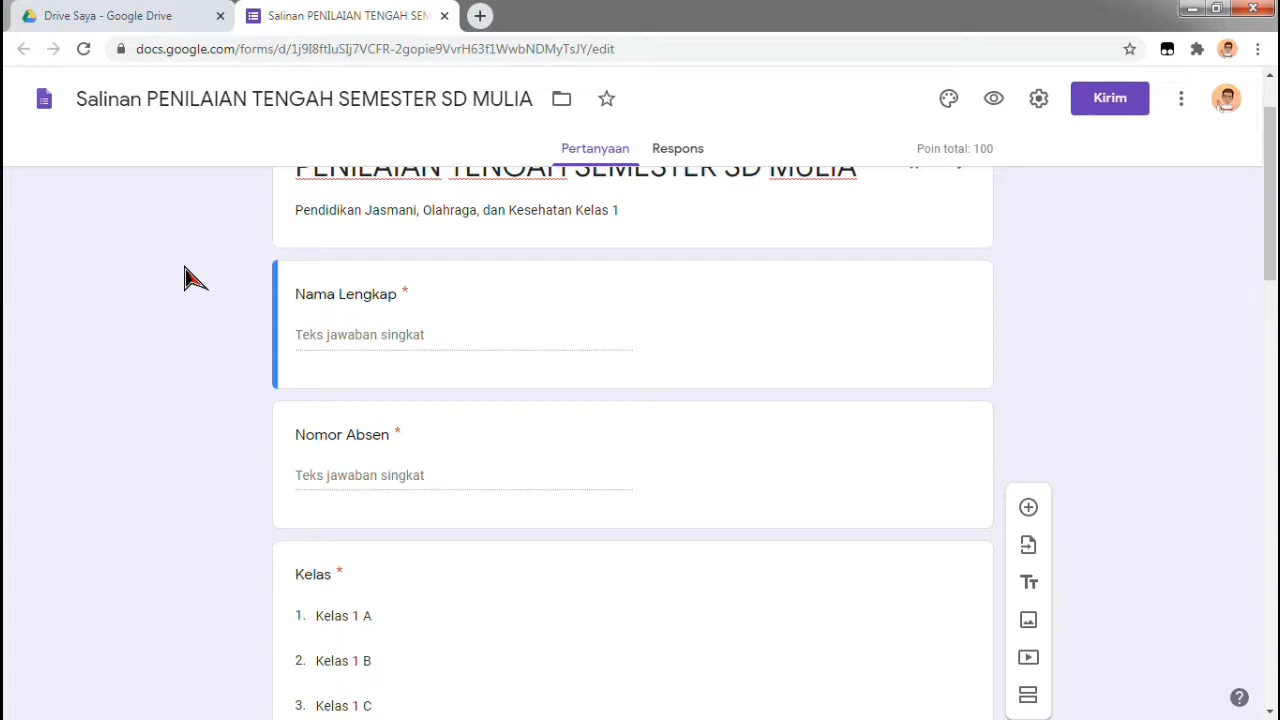 Drive Saya - Google Drive
Salinan PENILAIAN TENGAH SEM
docs.google.com/forms/d/1j9I8ftIuSIj7VCFR-2gopie9VvrH63f1WwbNDMyTsJY/edit
Salinan PENILAIAN TENGAH SEMESTER SD MULIA
Kirim
Pertanyaan
Respons
Poin total: 100
PENILAIAN TENGAH SEMESTER SD MULIA
Pendidikan Jasmani, Olahraga, dan Kesehatan Kelas 1
Nama Lengkap *
Teks jawaban singkat
Nomor Absen *
Teks jawaban singkat
Kelas *
1. Kelas 1 A
2. Kelas 1 B
3. Kelas 1 C